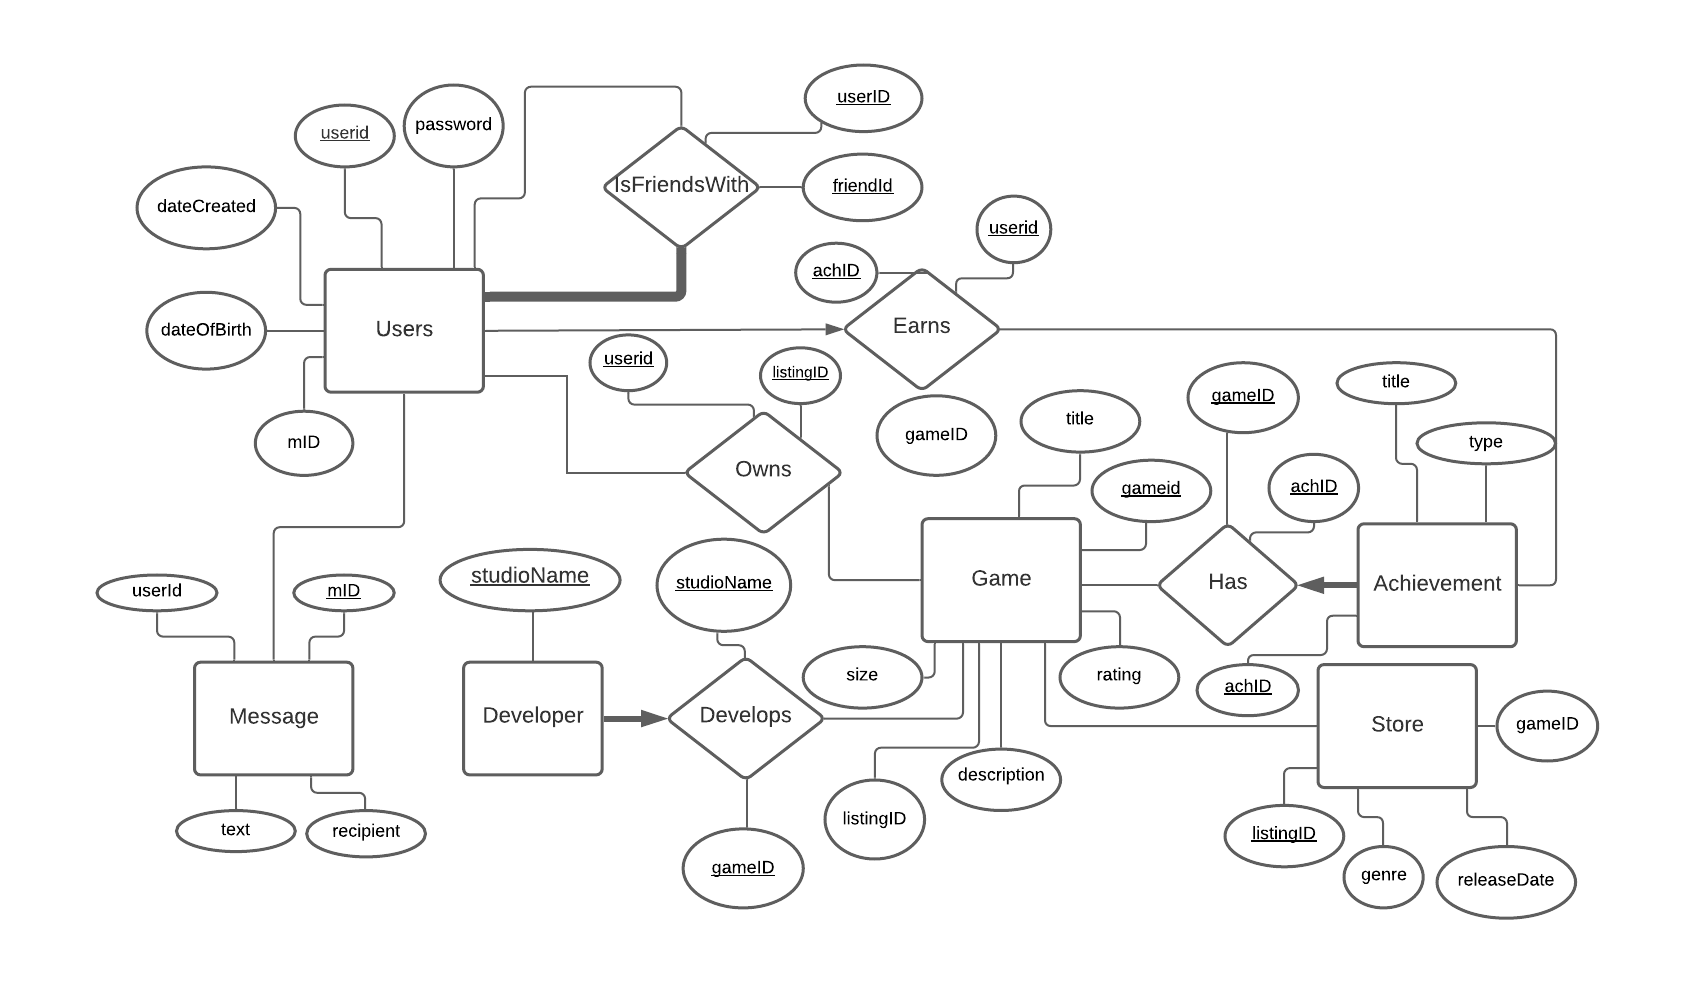 userID
userid
password
IsFriendsWith
friendId
dateCreated
userid
achID
Earns
Users
dateOfBirth
userid
listingID
title
gameID
title
mID
gameID
type
Owns
gameid
achID
studioName
studioName
Game
Has
Achievement
userId
mID
size
rating
achID
Message
Developer
Develops
Store
gameID
description
listingID
text
recipient
listingID
gameID
genre
releaseDate